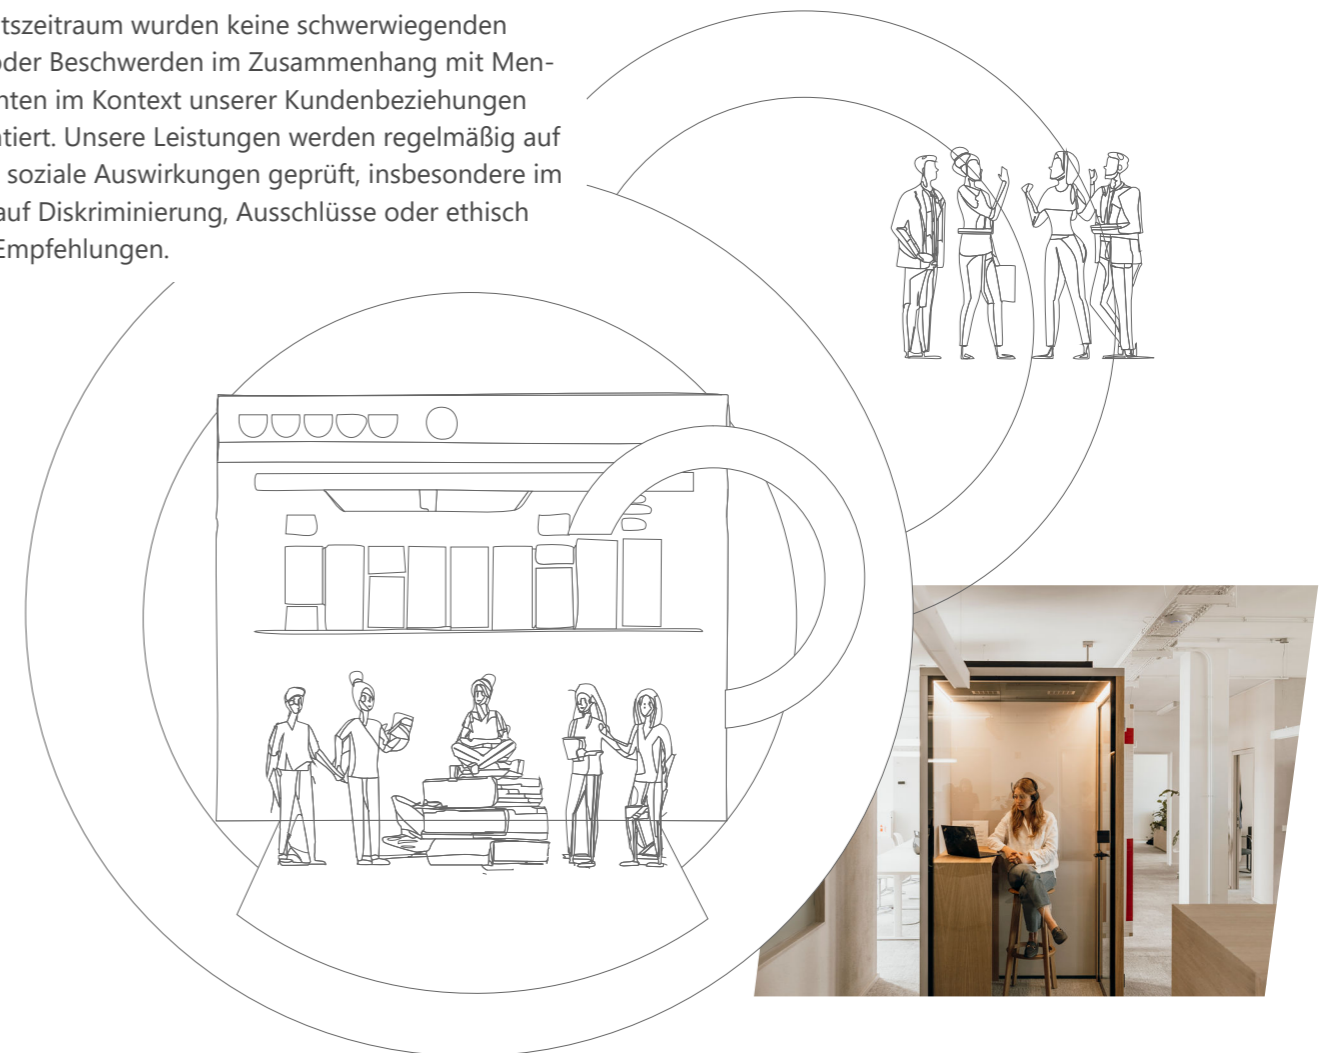 tszeitraum wurden keine schwerwiegenden
oder Beschwerden im Zusammenhang mit Men-
nten im Kontext unserer Kundenbeziehungen
tiert. Unsere Leistungen werden regelmäßig auf
soziale Auswirkungen geprüft, insbesondere im
auf Diskriminierung, Ausschlüsse oder ethisch
Empfehlungen.